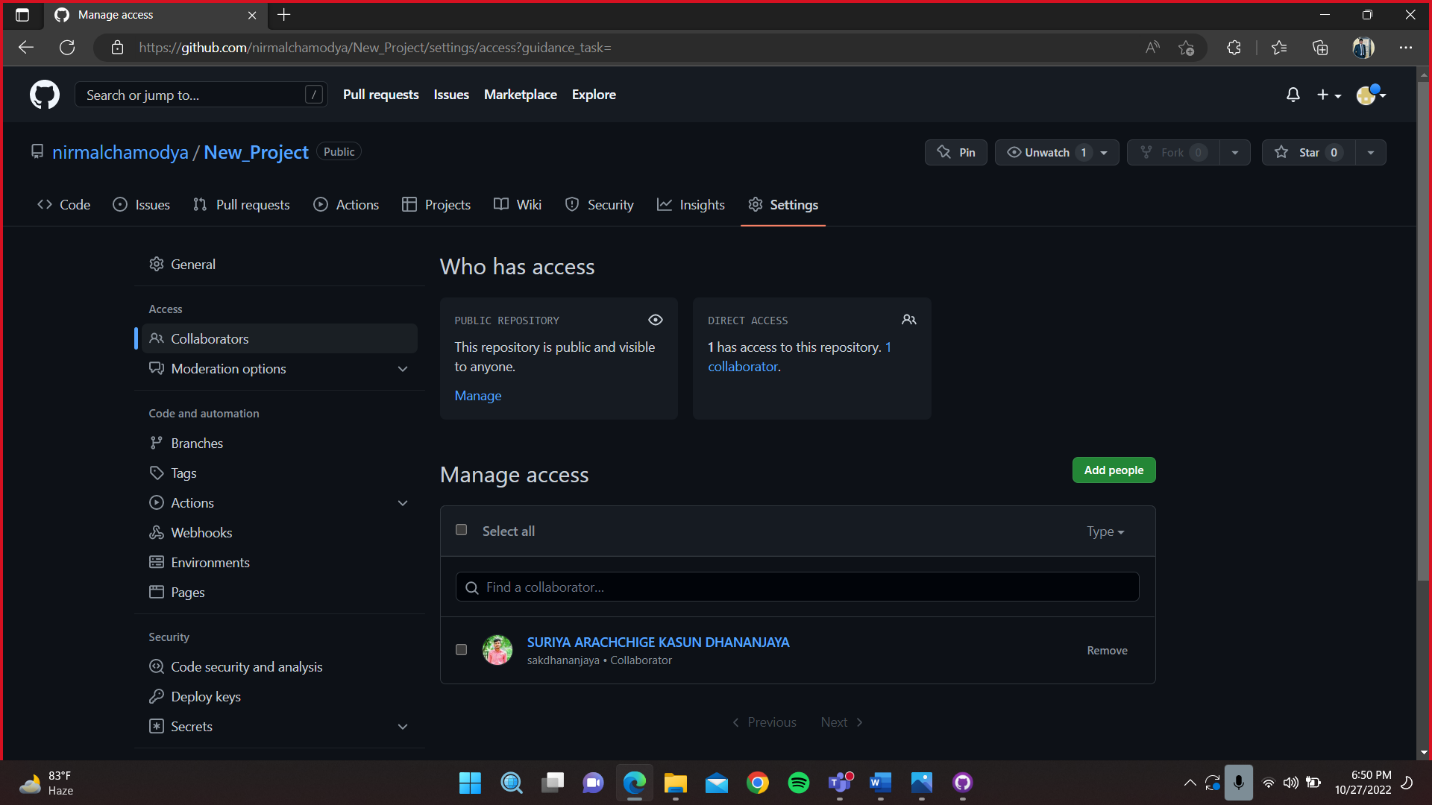 Manage access
https://github.com/nirmalchamodya/New_Project/settings/access?guidance_task=
Search or jump to... /
Pull requests Issues Marketplace Explore
nirmalchamodya / New_Project Public
Pin Unwatch 1 Fork 0 Star 0
Code Issues Pull requests Actions Projects Wiki Security Insights Settings
General
Access
Collaborators
Moderation options
Code and automation
Branches
Tags
Actions
Webhooks
Environments
Pages
Security
Code security and analysis
Deploy keys
Secrets
Who has access
PUBLIC REPOSITORY
This repository is public and visible
to anyone.
Manage
DIRECT ACCESS
1 has access to this repository. 1
collaborator.
Manage access
Add people
Select all Type
Find a collaborator...
SURIYA ARACHCHIGE KASUN DHANANJAYA
sakdhananjaya • Collaborator
Remove
Previous Next
83°F
Haze
6:50 PM
10/27/2022